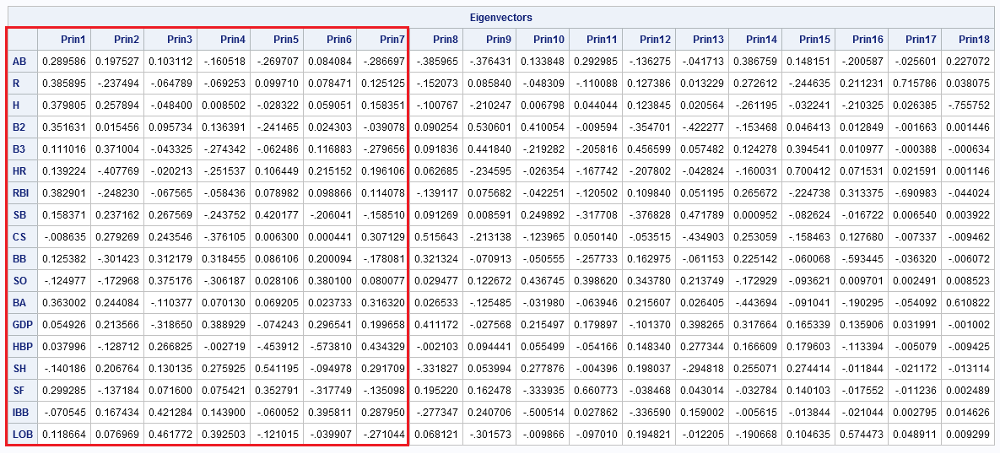 Eigenvectors
Prin1 Prin2 Prin3 Prin4 Prin5 Prin6 Prin7 Prin8 Prin9 Prin10 Prin11 Prin12 Prin13 Prin14 Prin15 Prin16 Prin17 Prin18
AB 0.289586 0.197527 0.103112 -.160518 -.269707 0.084084 -.286697 -.385965 -.376431 0.133848 0.292985 -.136275 -.041713 0.386759 0.148151 -.200587 -.025601 0.227072
R 0.385895 -.237494 -.064789 -.069253 0.099710 0.078471 0.125125 -.152073 0.085840 -.048309 -.110088 0.127386 0.013229 0.272612 -.244635 0.211231 0.715786 0.038075
H 0.379805 0.257894 -.048400 0.008502 -.028322 0.059051 0.158351 -.100767 -.210247 0.006798 0.044044 0.123845 0.020564 -.261195 -.032241 -.210325 0.026385 -.755752
B2 0.351631 0.015456 0.095734 0.136391 -.241465 0.024303 -.039078 0.090254 0.530601 0.410054 -.009594 -.354701 -.422277 -.153468 0.046413 0.012849 -.001663 0.001446
B3 0.111016 0.371004 -.043325 -.274342 -.062486 0.116883 -.279656 0.091836 0.441840 -.219282 -.205816 0.456599 0.057482 0.124278 0.394541 0.010977 -.000388 -.000634
HR 0.139224 -.407769 -.020213 -.251537 0.106449 0.215152 0.196106 0.062685 -.234595 -.026354 -.167742 -.207802 -.042824 -.160031 0.700412 0.071531 0.021591 0.001146
RBI 0.382901 -.248230 -.067565 -.058436 0.078982 0.098866 0.114078 -.139117 0.075682 -.042251 -.120502 0.109840 0.051195 0.265672 -.224738 0.313375 -.690983 -.044024
SB 0.158371 0.237162 0.267569 -.243752 0.420177 -.206041 -.158510 0.091269 0.008591 0.249892 -.317708 -.376828 0.471789 0.000952 -.082624 -.016722 0.006540 0.003922
CS -.008635 0.279269 0.243546 -.376105 0.006300 0.000441 0.307129 0.515643 -.213138 -.123965 0.050140 -.053515 -.434903 0.253059 -.158463 0.127680 -.007337 -.009462
BB 0.125382 -.301423 0.312179 0.318455 0.086106 0.200094 -.178081 0.321324 -.070913 -.050555 -.257733 0.162975 -.061153 0.225142 -.060068 -.593445 -.036320 -.006072
SO -.124977 -.172968 0.375176 -.306187 0.028106 0.380100 0.080077 0.029477 0.122672 0.436745 0.398620 0.343780 0.213749 -.172929 -.093621 0.009701 0.002491 0.008523
BA 0.363002 0.244084 -.110377 0.070130 0.069205 0.023733 0.316320 0.026533 -.125485 -.031980 -.063946 0.215607 0.026405 -.443694 -.091041 -.190295 -.054092 0.610822
GDP 0.054926 0.213566 -.318650 0.388929 -.074243 0.296541 0.199658 0.411172 -.027568 0.215497 0.179897 -.101370 0.398265 0.317664 0.165339 0.135906 0.031991 -.001002
HBP 0.037996 -.128712 0.266825 -.002719 -.453912 -.573810 0.434329 -.002103 0.094441 0.055499 -.054166 0.148340 0.277344 0.166609 0.179603 -.113394 -.005079 -.009425
SH -.140186 0.206764 0.130135 0.275925 0.541195 -.094978 0.291709 -.331827 0.053994 0.277876 -.004396 0.198037 -.294818 0.255071 0.274414 -.011844 -.021172 -.013114
SF 0.299285 -.137184 0.071600 0.075421 0.352791 -.317749 -.135098 0.195220 0.162478 -.333935 0.660773 -.038468 0.043014 -.032784 0.140103 -.017552 -.011236 0.002489
IBB -.070545 0.167434 0.421284 0.143900 -.060052 0.395811 0.287950 -.277347 0.240706 -.500514 0.027862 -.336590 0.159002 -.005615 -.013844 -.021044 0.002795 0.014626
LOB 0.118664 0.076969 0.461772 0.392503 -.121015 -.039907 -.271044 0.068121 -.301573 -.009866 -.097010 0.194821 -.012205 -.190668 0.104635 0.574473 0.048911 0.009299